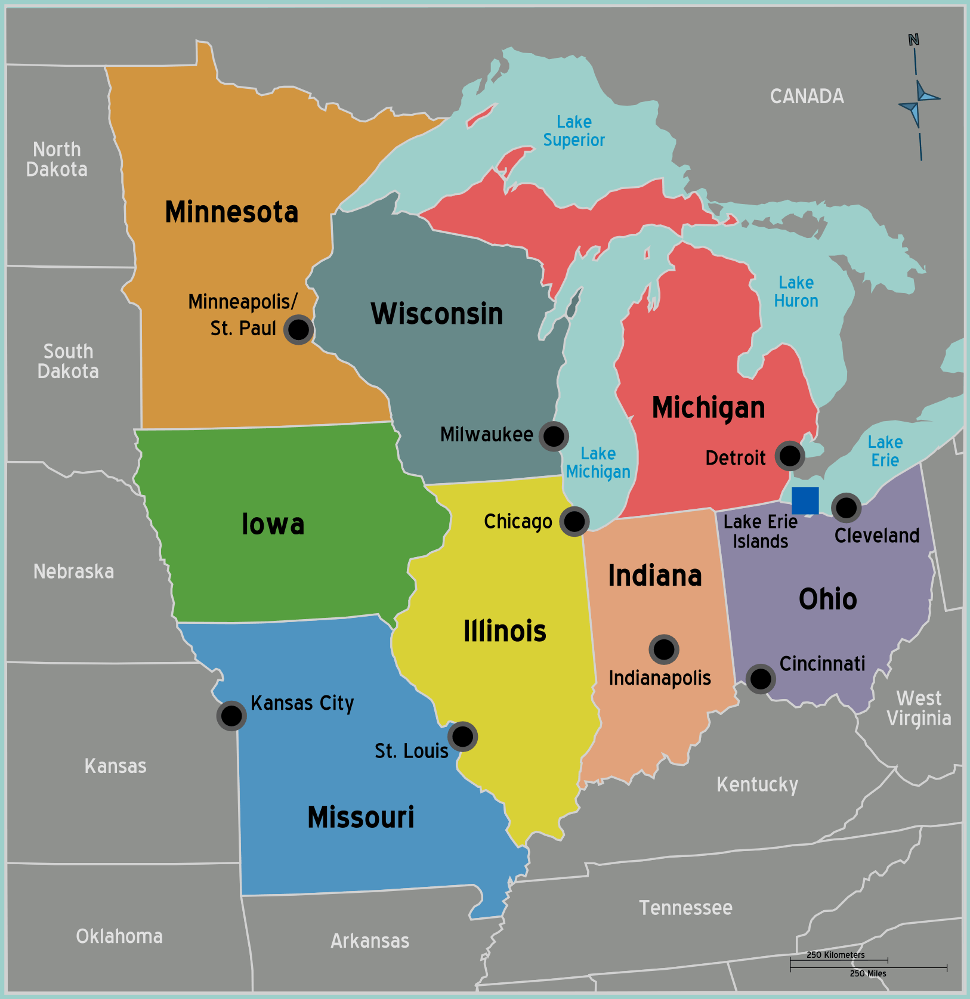 N
CANADA
Lake
Superior
North
Dakota
Minnesota
Lake
Huron
Minneapolis/
St. Paul
Wisconsin
South
Dakota
Michigan
Milwaukee
Lake
Michigan
Detroit
Lake
Erie
Iowa
Chicago
Lake Erie
Islands
Cleveland
Nebraska
Indiana
Ohio
Illinois
Indianapolis
Cincinnati
Kansas City
West
Virginia
St. Louis
Kansas
Kentucky
Missouri
Tennessee
Oklahoma
Arkansas
250 Kilometers
250 Miles